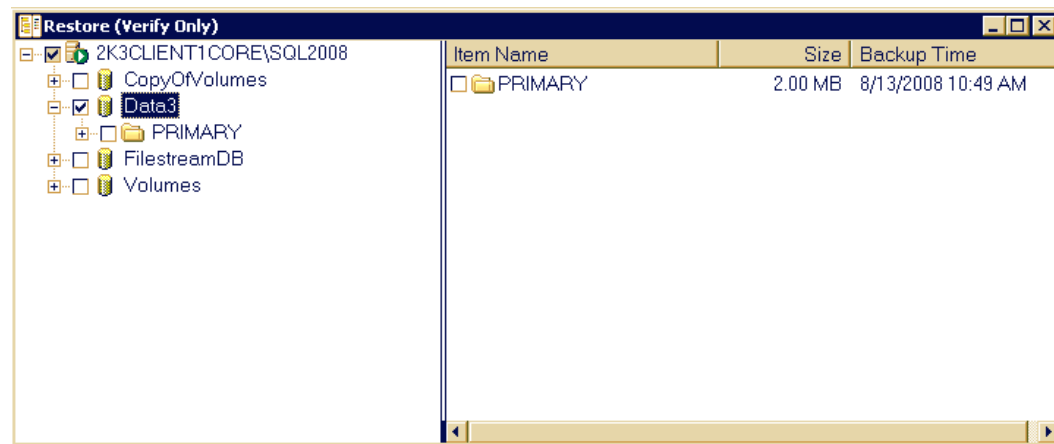 Restore (Verify Only)
2K3CLIENT1CORE\SQL2008
CopyOfVolumes
Data3
PRIMARY
FilestreamDB
Volumes
Item Name Size Backup Time
PRIMARY 2.00 MB 8/13/2008 10:49 AM